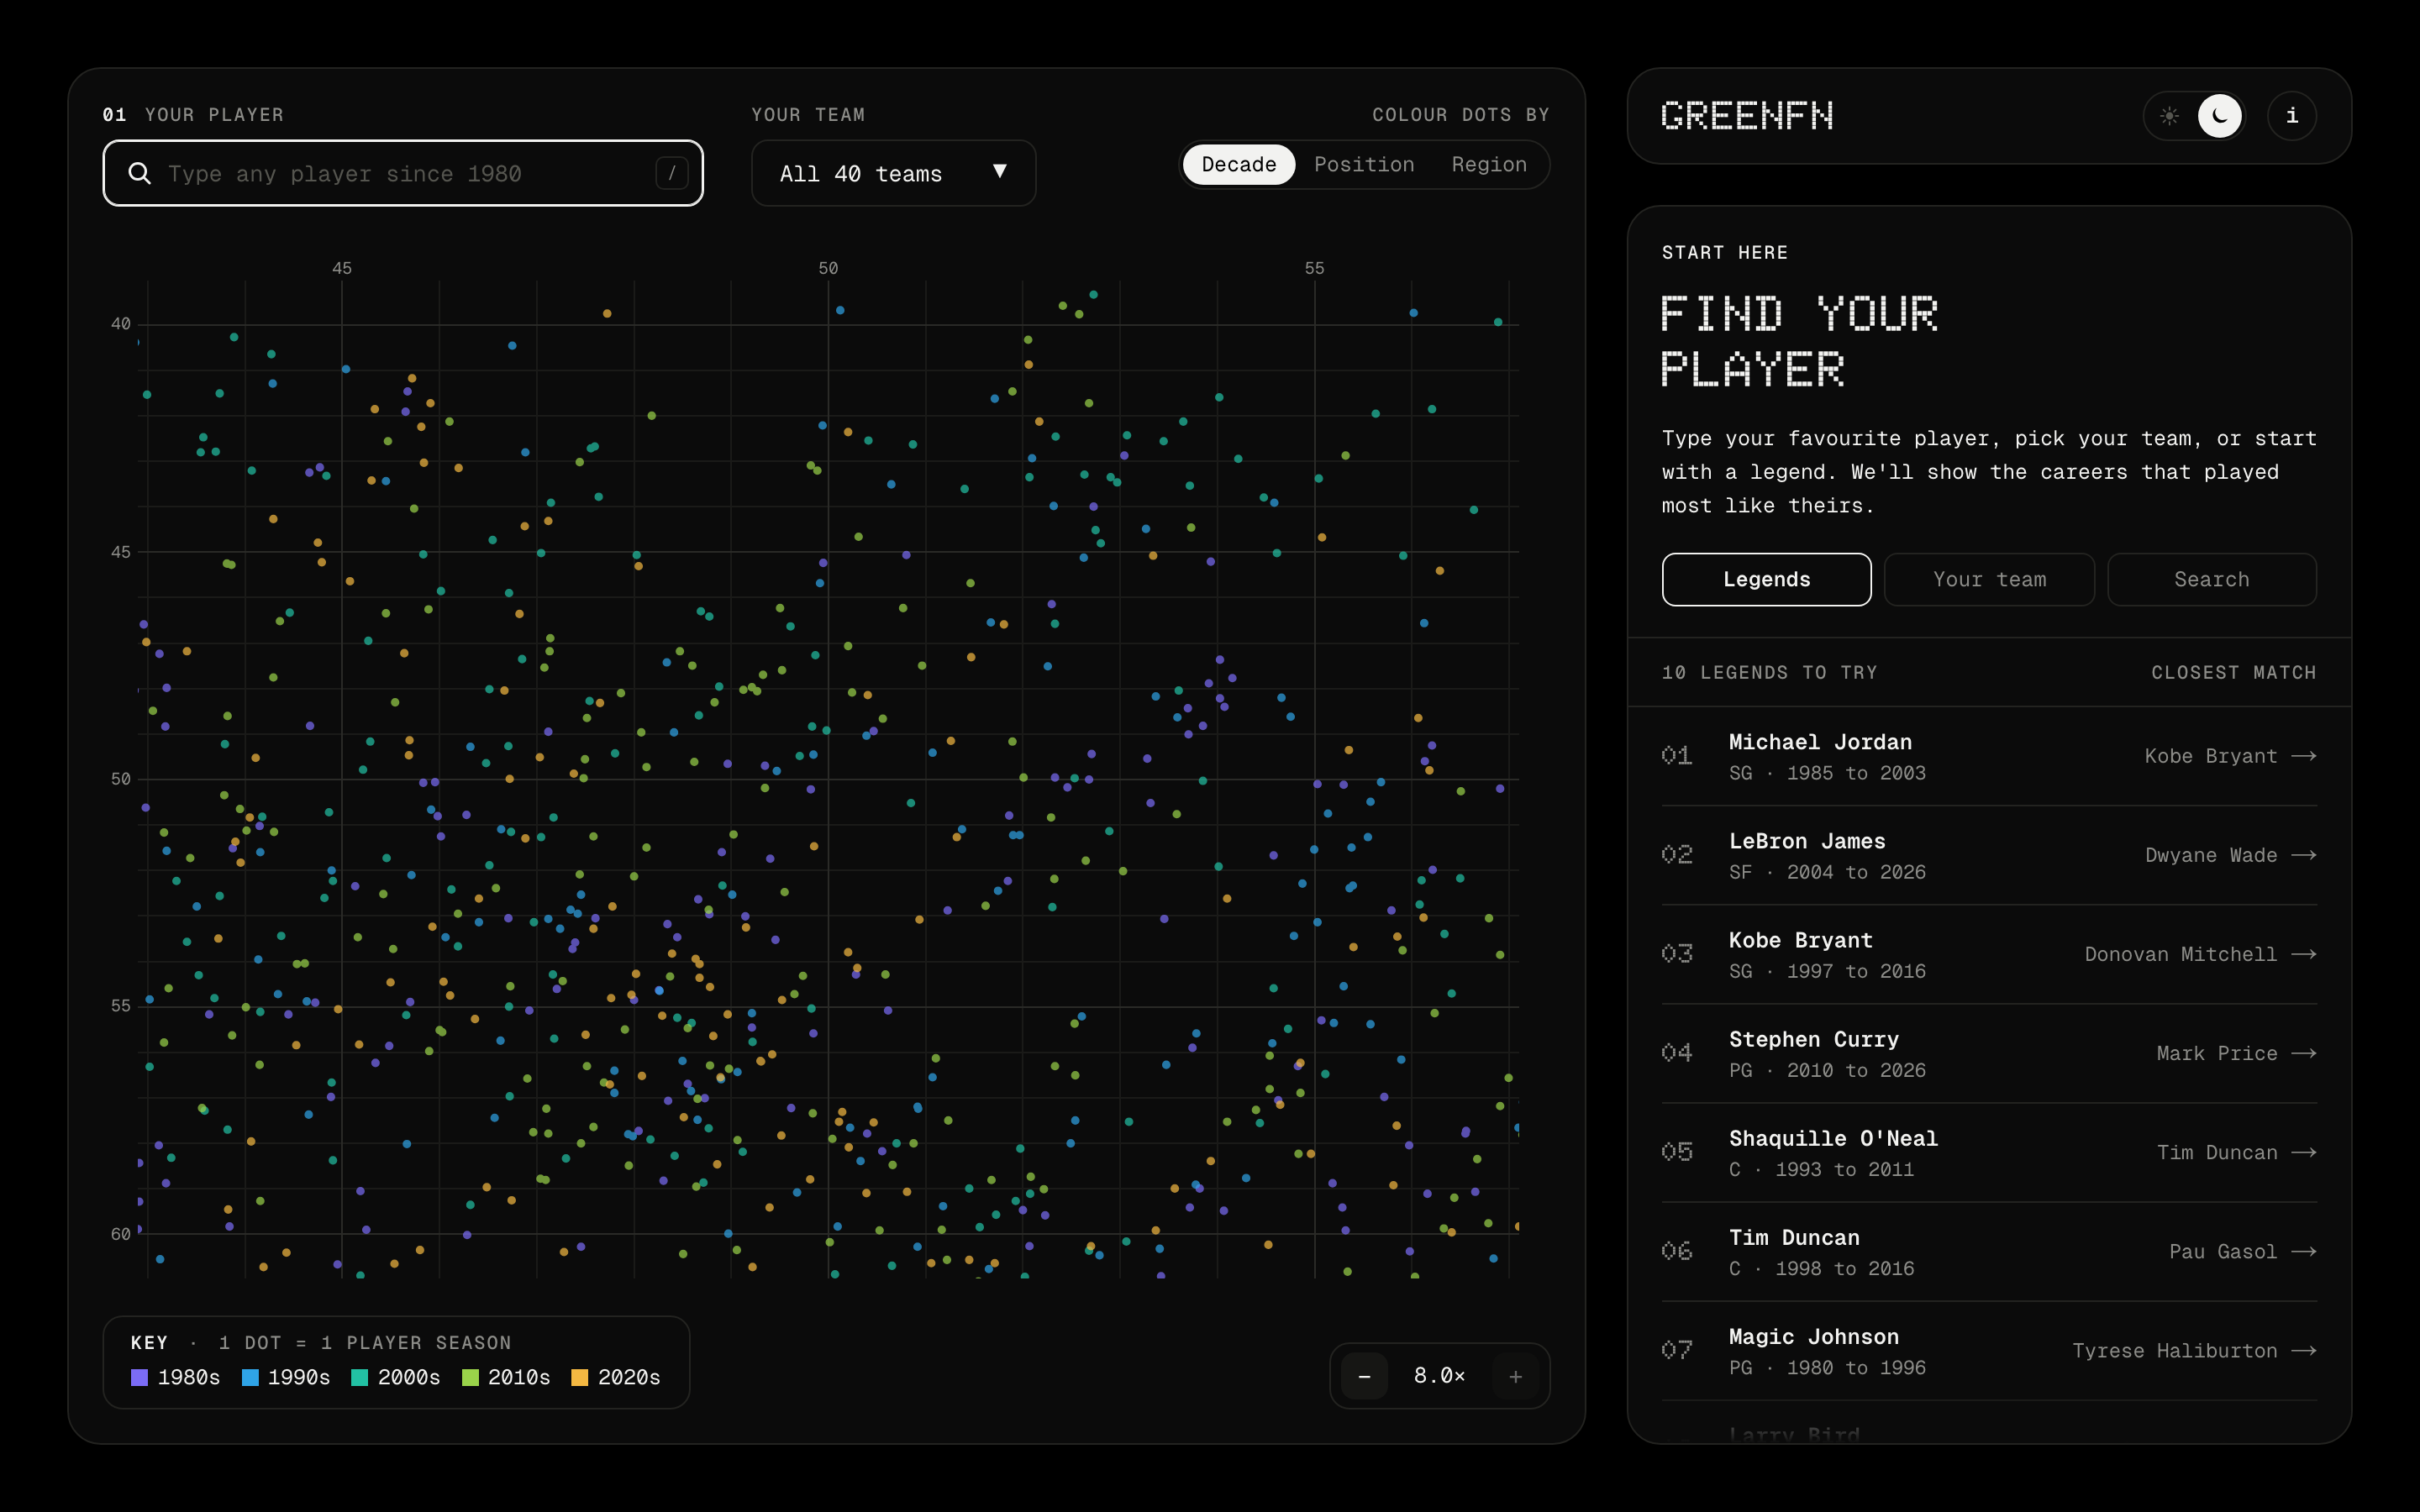 01 YOUR PLAYER
Type any player since 1980 /
YOUR TEAM
All 40 teams ▼
COLOUR DOTS BY
Decade Position Region
45 50 55
40
45
50
55
60
KEY · 1 DOT = 1 PLAYER SEASON
1980s 1990s 2000s 2010s 2020s
− 8.0× +
GREENFN
i
START HERE
FIND YOUR
PLAYER
Type your favourite player, pick your team, or start
with a legend. We'll show the careers that played
most like theirs.
Legends Your team Search
10 LEGENDS TO TRY CLOSEST MATCH
01 Michael Jordan Kobe Bryant →
SG · 1985 to 2003
02 LeBron James Dwyane Wade →
SF · 2004 to 2026
03 Kobe Bryant Donovan Mitchell →
SG · 1997 to 2016
04 Stephen Curry Mark Price →
PG · 2010 to 2026
05 Shaquille O'Neal Tim Duncan →
C · 1993 to 2011
06 Tim Duncan Pau Gasol →
C · 1998 to 2016
07 Magic Johnson Tyrese Haliburton →
PG · 1980 to 1996
Larry Bird